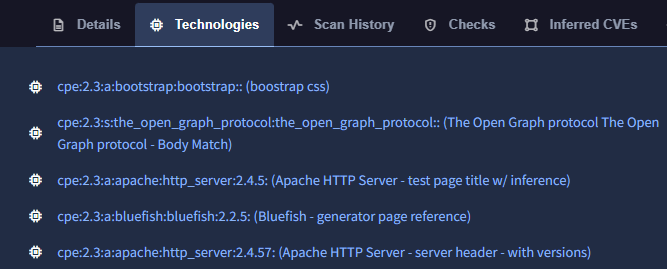 Details Technologies Scan History Checks Inferred CVEs
cpe:2.3:a:bootstrap:bootstrap:: (boostrap css)
cpe:2.3:s:the_open_graph_protocol:the_open_graph_protocol:: (The Open Graph protocol The Open
Graph protocol - Body Match)
cpe:2.3:a:apache:http_server:2.4.5: (Apache HTTP Server - test page title w/ inference)
cpe:2.3:a:bluefish:bluefish:2.2.5: (Bluefish - generator page reference)
cpe:2.3:a:apache:http_server:2.4.57: (Apache HTTP Server - server header - with versions)